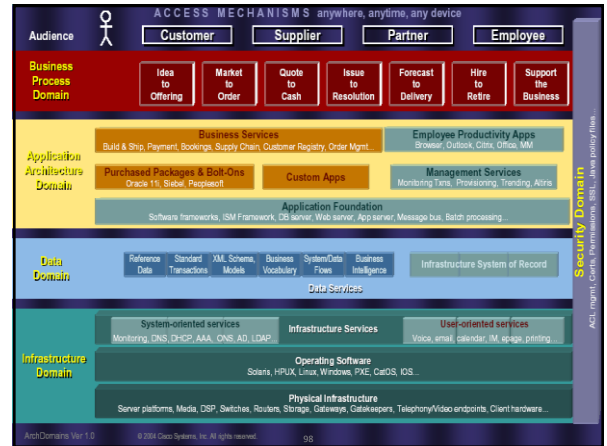 ACCESS MECHANISMS anywhere, anytime, any device
Audience
Customer
Supplier
Partner
Employee
Business
Process
Domain
Idea
to
Offering
Market
to
Order
Quote
to
Cash
Issue
to
Resolution
Forecast
to
Delivery
Hire
to
Retire
Support
the
Business
Application
Architecture
Domain
Business Services
Build & Ship, Payment, Bookings, Supply Chain, Customer Registry, Order Mgmt...
Employee Productivity Apps
Browser, Outlook, Citrix, Office, MM
Purchased Packages & Bolt-Ons
Oracle 11i, Siebel, Peoplesoft
Custom Apps
Management Services
Monitoring Txns, Provisioning, Trending, Altiris
Application Foundation
Software frameworks, ISM Framework, DB server, Web server, App server, Message bus, Batch processing...
Data
Domain
Reference
Data
Standard
Transactions
XML Schema,
Models
Business
Vocabulary
System/Data
Flows
Business
Intelligence
Data Services
Infrastructure System of Record
Infrastructure
Domain
System-oriented services
Monitoring, DNS, DHCP, AAA, ONS, AD, LDAP...
Infrastructure Services
User-oriented services
Voice, email, calendar, IM, epage, printing...
Operating Software
Solaris, HPUX, Linux, Windows, PXE, CatOS, IOS...
Physical Infrastructure
Server platforms, Media, DSP, Switches, Routers, Storage, Gateways, Gatekeepers, Telephony/Video endpoints, Client hardware...
Security Domain
ACL mgmt, Certs, Permissions, SSL, Java policy files...
ArchDomains Ver 1.0
© 2004 Cisco Systems, Inc. All rights reserved.
98